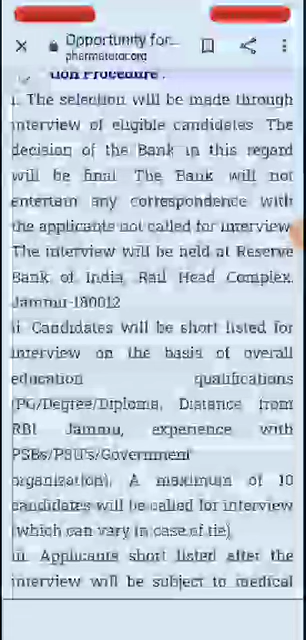 Opportunity for...
pharmatutor.org
tion Procedure :
i. The selection will be made through
interview of eligible candidates. The
decision of the Bank in this regard
will be final. The Bank will not
entertain any correspondence with
the applicants not called for interview.
The interview will be held at Reserve
Bank of India, Rail Head Complex,
Jammu-180012
ii. Candidates will be short listed for
interview on the basis of overall
education qualifications
(PG/Degree/Diploma, Distance from
RBI Jammu, experience with
PSBs/PSU's/Government
organization). A maximum of 10
candidates will be called for interview
(which can vary in case of tie).
iii. Applicants short listed after the
interview will be subject to medical